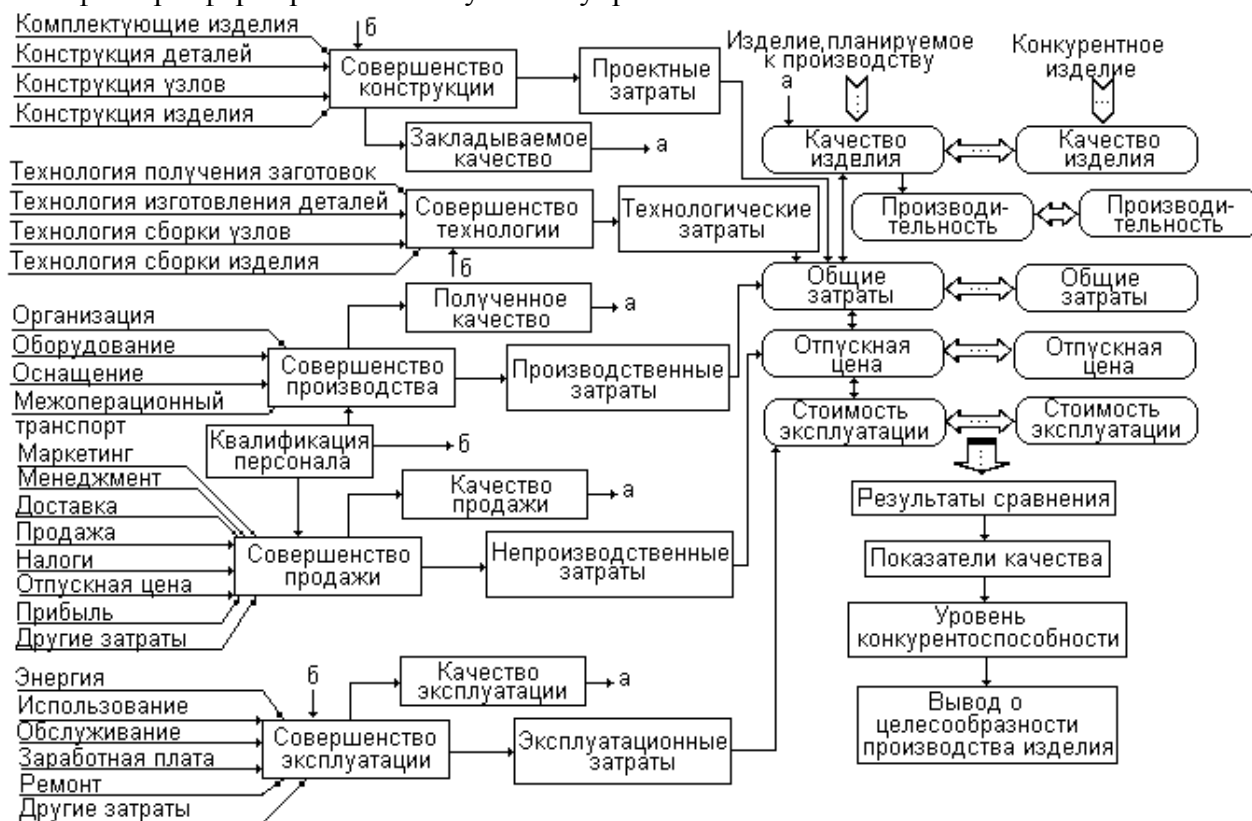 Комплектующие изделия
Конструкция деталей
Конструкция узлов
Конструкция изделия
б
Совершенство
конструкции
Проектные
затраты
Закладываемое
качество
а
Технология получения заготовок
Технология изготовления деталей
Технология сборки узлов
Технология сборки изделия
Совершенство
технологии
б
Технологические
затраты
Организация
Оборудование
Оснащение
Межоперационный
транспорт
Полученное
качество
а
Совершенство
производства
Производственные
затраты
Квалификация
персонала
б
Маркетинг
Менеджмент
Доставка
Продажа
Налоги
Отпускная цена
Прибыль
Другие затраты
Качество
продажи
а
Совершенство
продажи
Непроизводственные
затраты
Энергия
Использование
Обслуживание
Заработная плата
Ремонт
Другие затраты
б
Качество
эксплуатации
а
Совершенство
эксплуатации
Эксплуатационные
затраты
Изделие, планируемое
к производству
а
Конкурентное
изделие
Качество
изделия
Качество
изделия
Производи-
тельность
Производи-
тельность
Общие
затраты
Общие
затраты
Отпускная
цена
Отпускная
цена
Стоимость
эксплуатации
Стоимость
эксплуатации
Результаты сравнения
Показатели качества
Уровень
конкурентоспособности
Вывод о
целесообразности
производства изделия